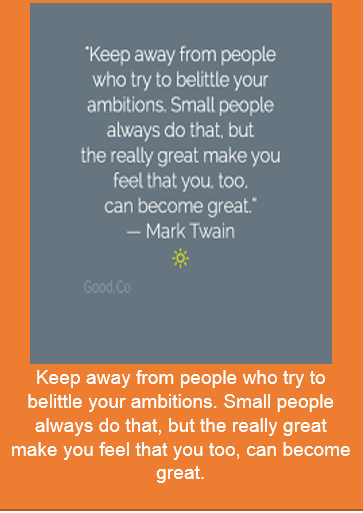 "Keep away from people
who try to belittle your
ambitions. Small people
always do that, but
the really great make you
feel that you, too,
can become great."
— Mark Twain
Good.Co
Keep away from people who try to
belittle your ambitions. Small people
always do that, but the really great
make you feel that you too, can become
great.